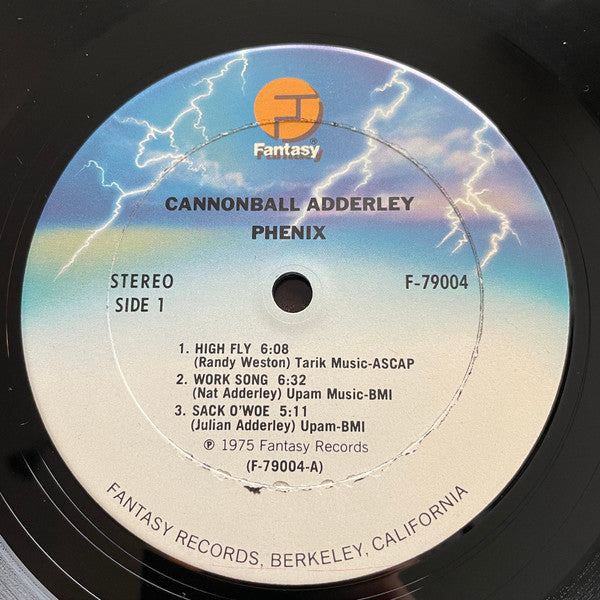 Fantasy®
CANNONBALL ADDERLEY
PHENIX
STEREO
SIDE 1
F-79004
1. HIGH FLY 6:08
(Randy Weston) Tarik Music-ASCAP
2. WORK SONG 6:32
(Nat Adderley) Upam Music-BMI
3. SACK O'WOE 5:11
(Julian Adderley) Upam-BMI
℗ 1975 Fantasy Records
(F-79004-A)
FANTASY RECORDS, BERKELEY, CALIFORNIA